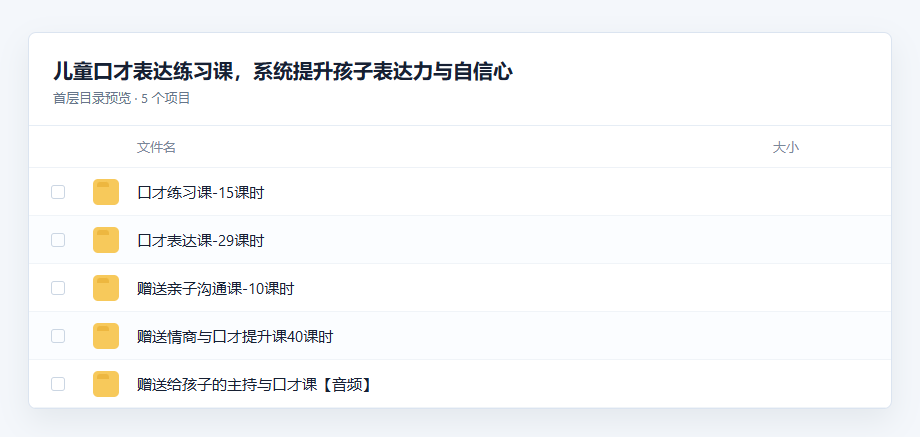 儿童口才表达练习课，系统提升孩子表达力与自信心
首层目录预览 · 5 个项目
文件名 大小
口才练习课-15课时
口才表达课-29课时
赠送亲子沟通课-10课时
赠送情商与口才提升课40课时
赠送给孩子的主持与口才课【音频】